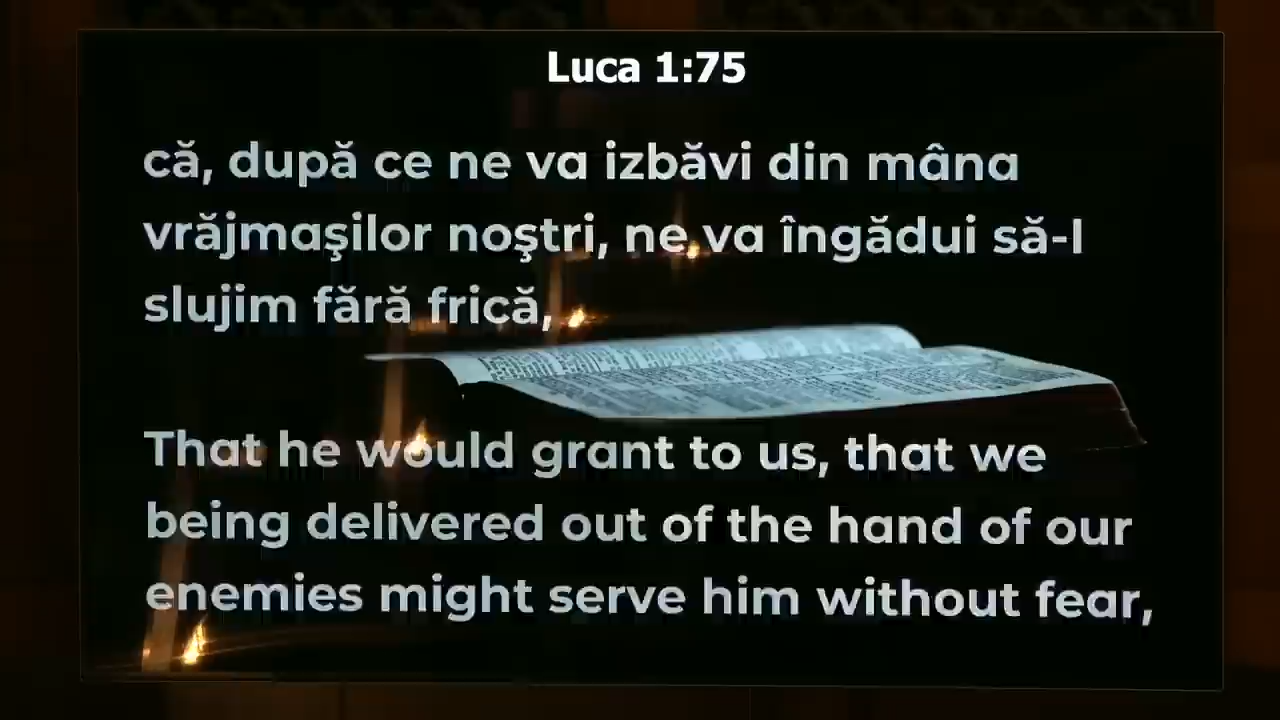 Luca 1:75
că, după ce ne va izbăvi din mâna
vrăjmaşilor noştri, ne va îngădui să-I
slujim fără frică,
That he would grant to us, that we
being delivered out of the hand of our
enemies might serve him without fear,